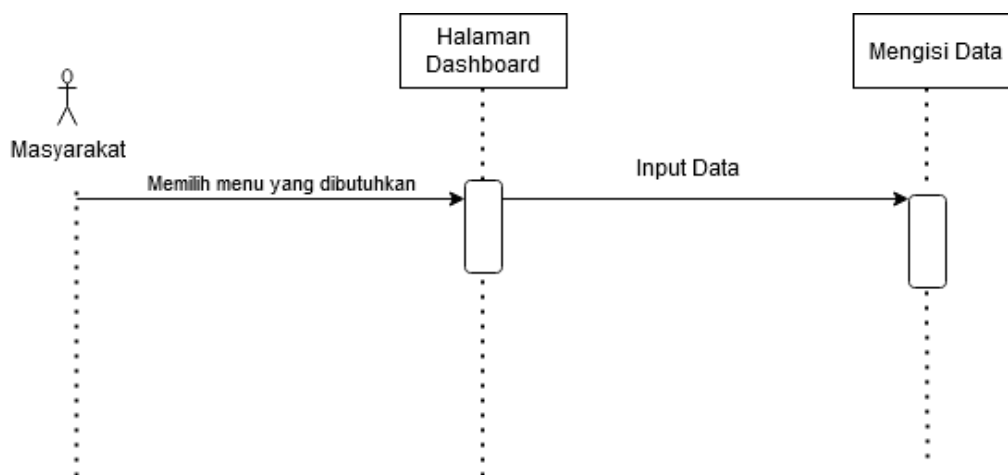 Halaman
Dashboard
Mengisi Data
Masyarakat
Memilih menu yang dibutuhkan
Input Data